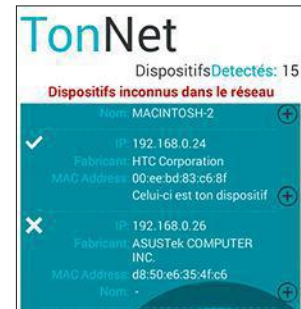 TonNet
DispositifsDetectés: 15
Dispositifs inconnus dans le réseau
Nom: MACINTOSH-2
IP: 192.168.0.24
Fabricant: HTC Corporation
MAC Address: 00:ee:bd:83:c6:8f
Celui-ci est ton dispositif
IP: 192.168.0.26
Fabricant: ASUSTek COMPUTER
INC.
MAC Address: d8:50:e6:35:4f:c6
Nom: -